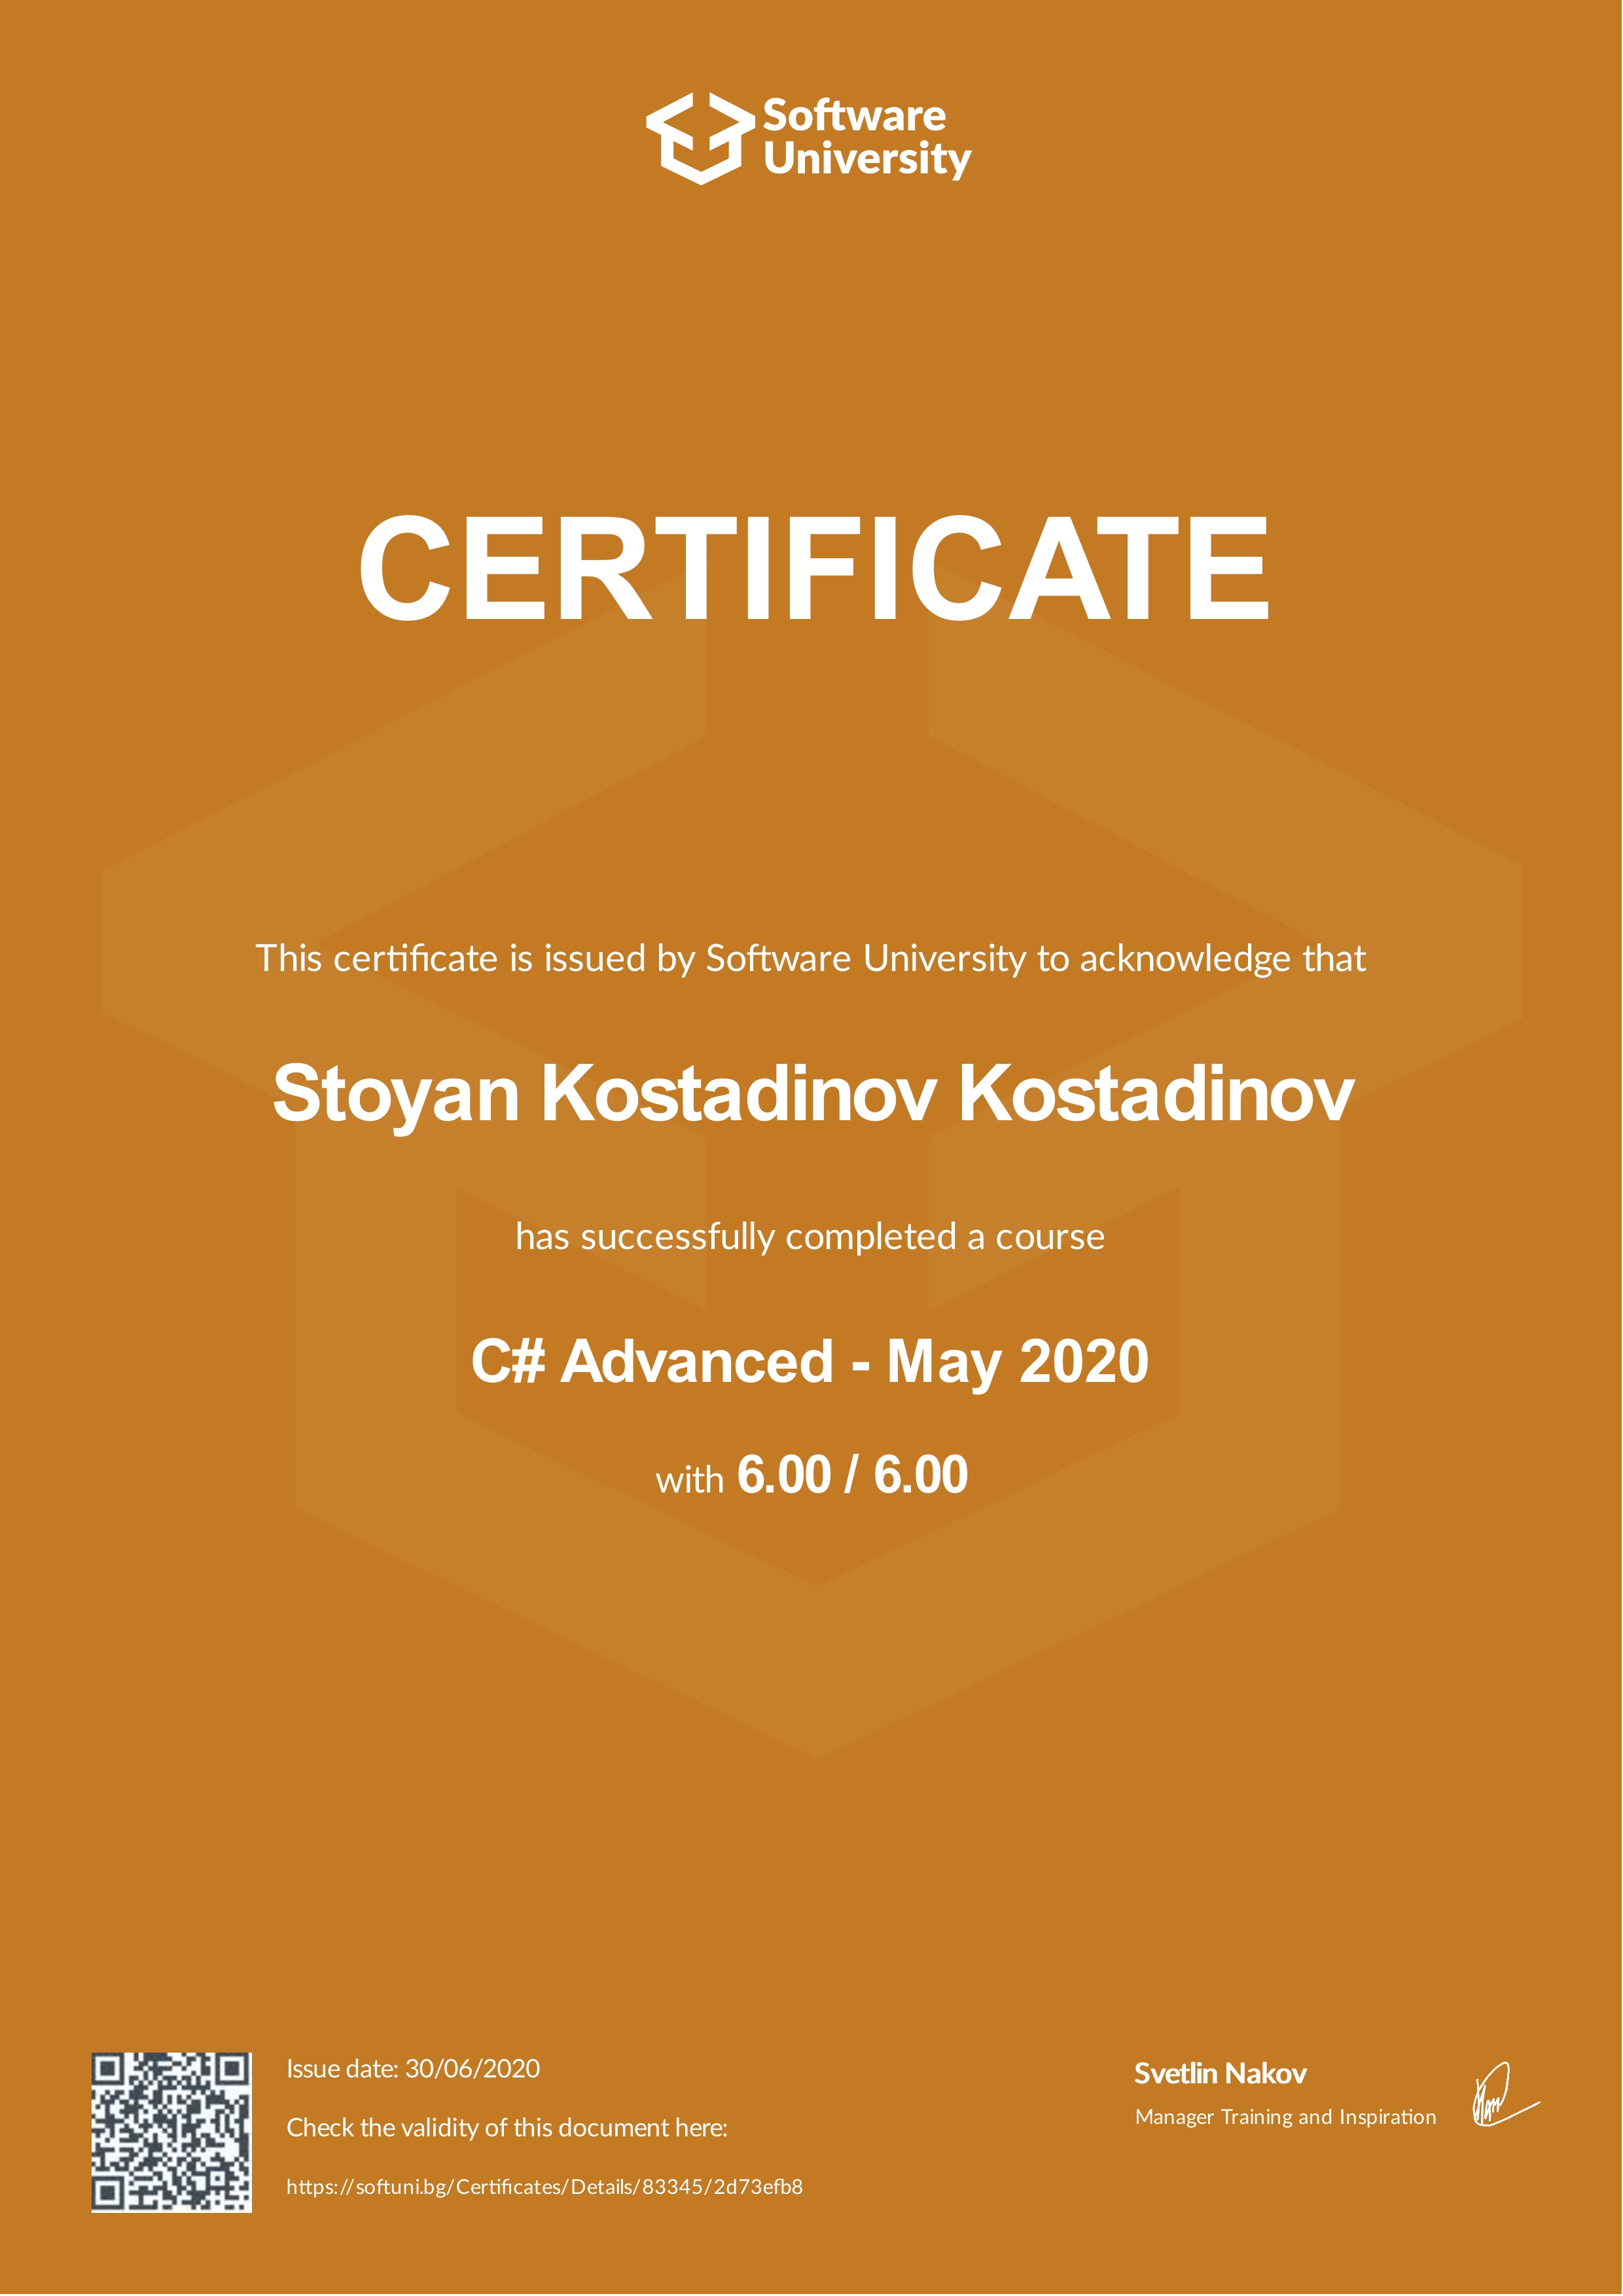 Software
University
CERTIFICATE
This certificate is issued by Software University to acknowledge that
Stoyan Kostadinov Kostadinov
has successfully completed a course
C# Advanced - May 2020
with 6.00 / 6.00
Issue date: 30/06/2020
Check the validity of this document here:
https://softuni.bg/Certificates/Details/83345/2d73efb8
Svetlin Nakov
Manager Training and Inspiration